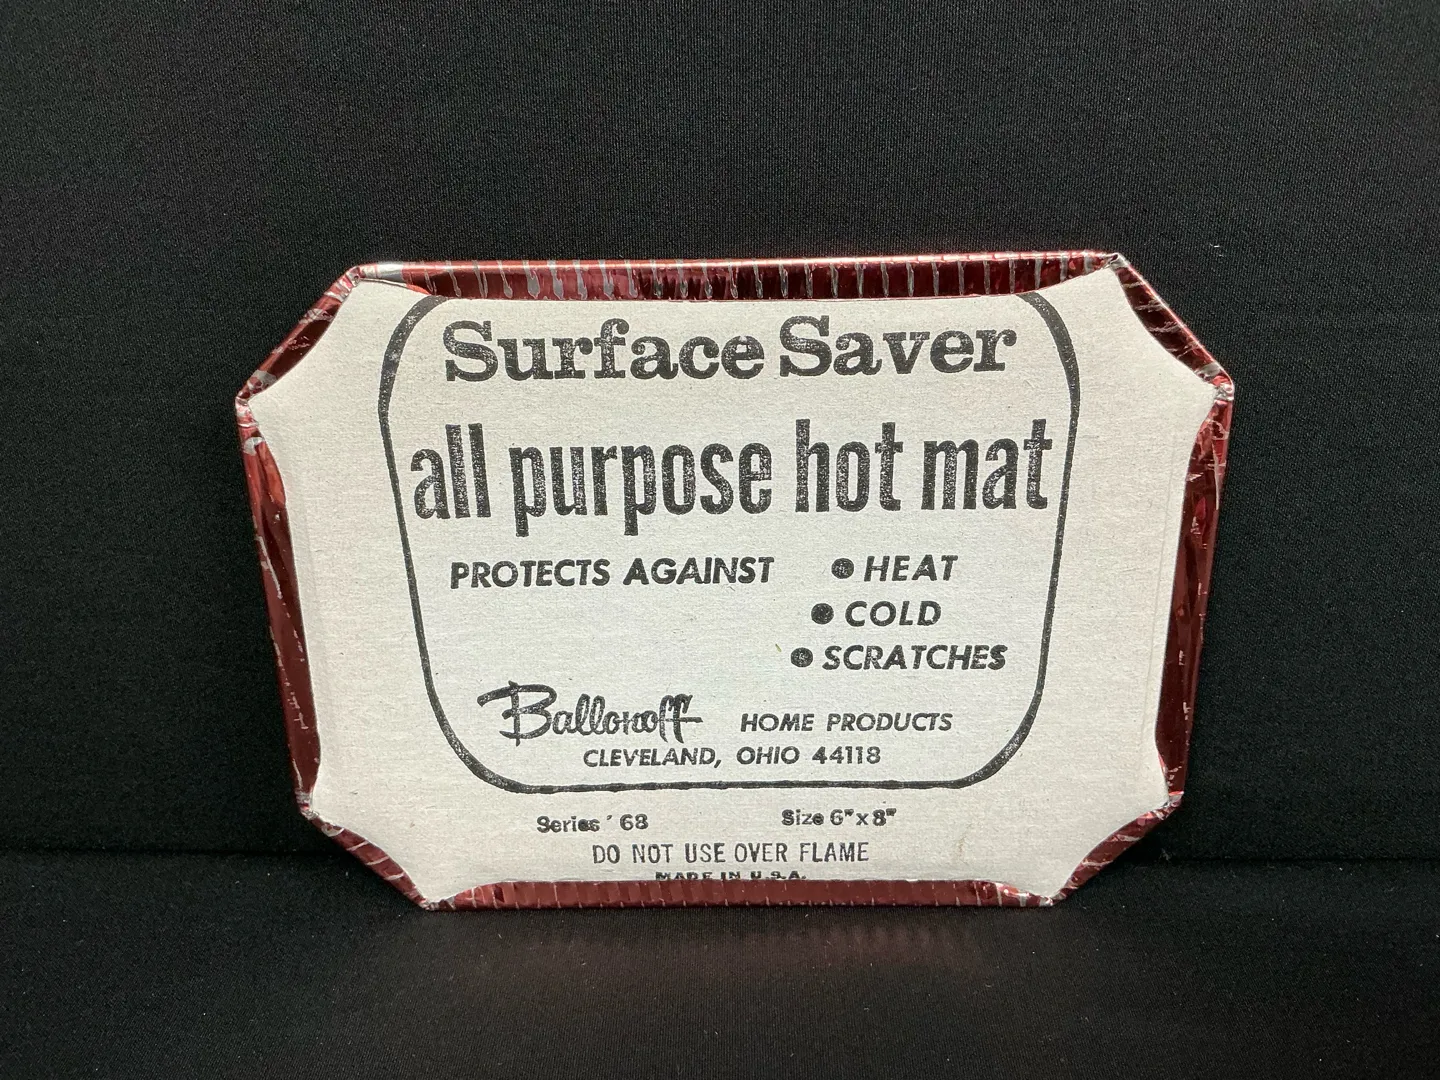 Surface Saver
all purpose hot mat
PROTECTS AGAINST • HEAT
• COLD
• SCRATCHES
Ballonoff HOME PRODUCTS
CLEVELAND, OHIO 44118
Series '68 Size 6"x8"
DO NOT USE OVER FLAME
MADE IN U.S.A.